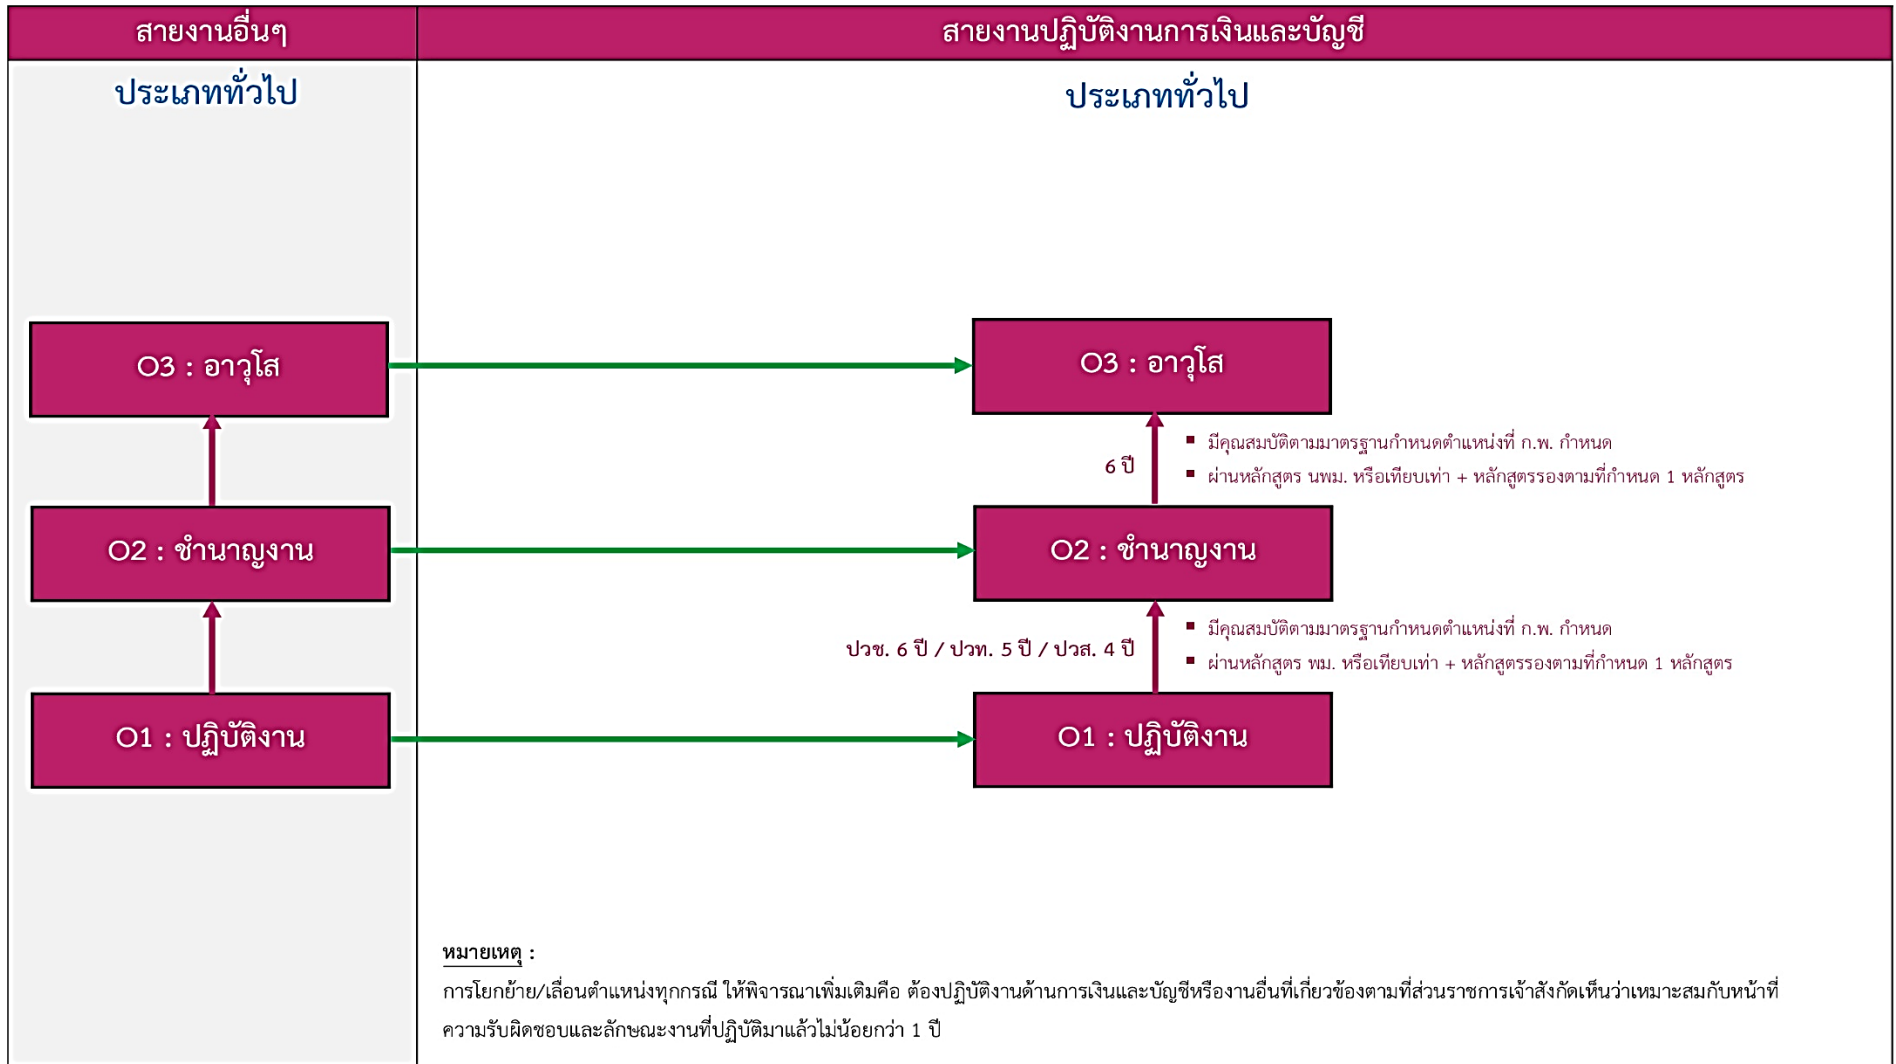 สายงานอื่นๆ
สายงานปฏิบัติงานการเงินและบัญชี
ประเภททั่วไป
ประเภททั่วไป
O3 : อาวุโส
O3 : อาวุโส
6 ปี
▪ มีคุณสมบัติตามมาตรฐานกำหนดตำแหน่งที่ ก.พ. กำหนด
▪ ผ่านหลักสูตร นพม. หรือเทียบเท่า + หลักสูตรรองตามที่กำหนด 1 หลักสูตร
O2 : ชำนาญงาน
O2 : ชำนาญงาน
ปวช. 6 ปี / ปวท. 5 ปี / ปวส. 4 ปี
▪ มีคุณสมบัติตามมาตรฐานกำหนดตำแหน่งที่ ก.พ. กำหนด
▪ ผ่านหลักสูตร พม. หรือเทียบเท่า + หลักสูตรรองตามที่กำหนด 1 หลักสูตร
O1 : ปฏิบัติงาน
O1 : ปฏิบัติงาน
หมายเหตุ :
การโยกย้าย/เลื่อนตำแหน่งทุกกรณี ให้พิจารณาเพิ่มเติมคือ ต้องปฏิบัติงานด้านการเงินและบัญชีหรืองานอื่นที่เกี่ยวข้องตามที่ส่วนราชการเจ้าสังกัดเห็นว่าเหมาะสมกับหน้าที่
ความรับผิดชอบและลักษณะงานที่ปฏิบัติมาแล้วไม่น้อยกว่า 1 ปี